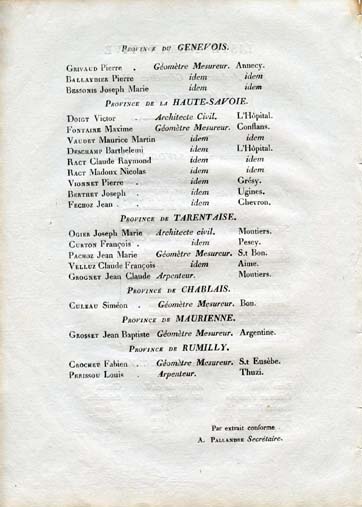 PROVINCE DU GENEVOIS.
GRIVAUD Pierre . Géomètre Mesureur. Annecy.
BALLAYDIER Pierre idem idem
BESSONIS Joseph Marie idem idem
PROVINCE DE LA HAUTE-SAVOIE.
DOIGT Victor . Architecte Civil. L'Hôpital.
FONTAINE Maxime Géomètre Mesureur. Conflans.
VAUDEY Maurice Martin idem idem
DESCHAMP Barthelemi idem L'Hôpital.
RACT Claude Raymond idem idem
RACT Madoux Nicolas idem idem
VIONNET Pierre . idem Grésy.
BERTHET Joseph . idem Ugines.
FECHOZ Jean . . idem Chevron.
PROVINCE DE TARENTAISE.
OGIER Joseph Marie Architecte civil. Moutiers.
CURTON François . idem Pesey.
PACHOZ Jean Marie Géomètre Mesureur. S.t Bon.
VELLUZ Claude François idem Aime.
GROGNET Jean Claude Arpenteur. Moutiers.
PROVINCE DE CHABLAIS.
CULEAU Siméon . Géomètre Mesureur. Bon.
PROVINCE DE MAURIENNE.
GROSSET Jean Baptiste Géomètre Mesureur. Argentine.
PROVINCE DE RUMILLY.
CROCHET Fabien . Géomètre Mesureur. S.t Eusèbe.
PERISSOU Louis . Arpenteur. Thuzi.
Par extrait conforme
A. PALLANDRE Secrétaire.